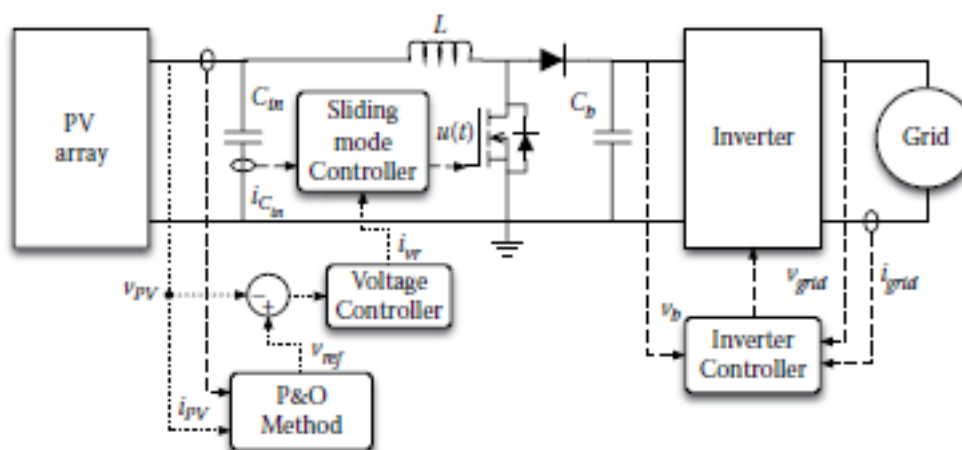 L
PV
array
C_in
Sliding
mode
Controller
u(t)
C_b
Inverter
Grid
i_C_in
i_vr
v_PV
−
+
Voltage
Controller
v_ref
i_PV
P&O
Method
v_b
v_grid
i_grid
Inverter
Controller